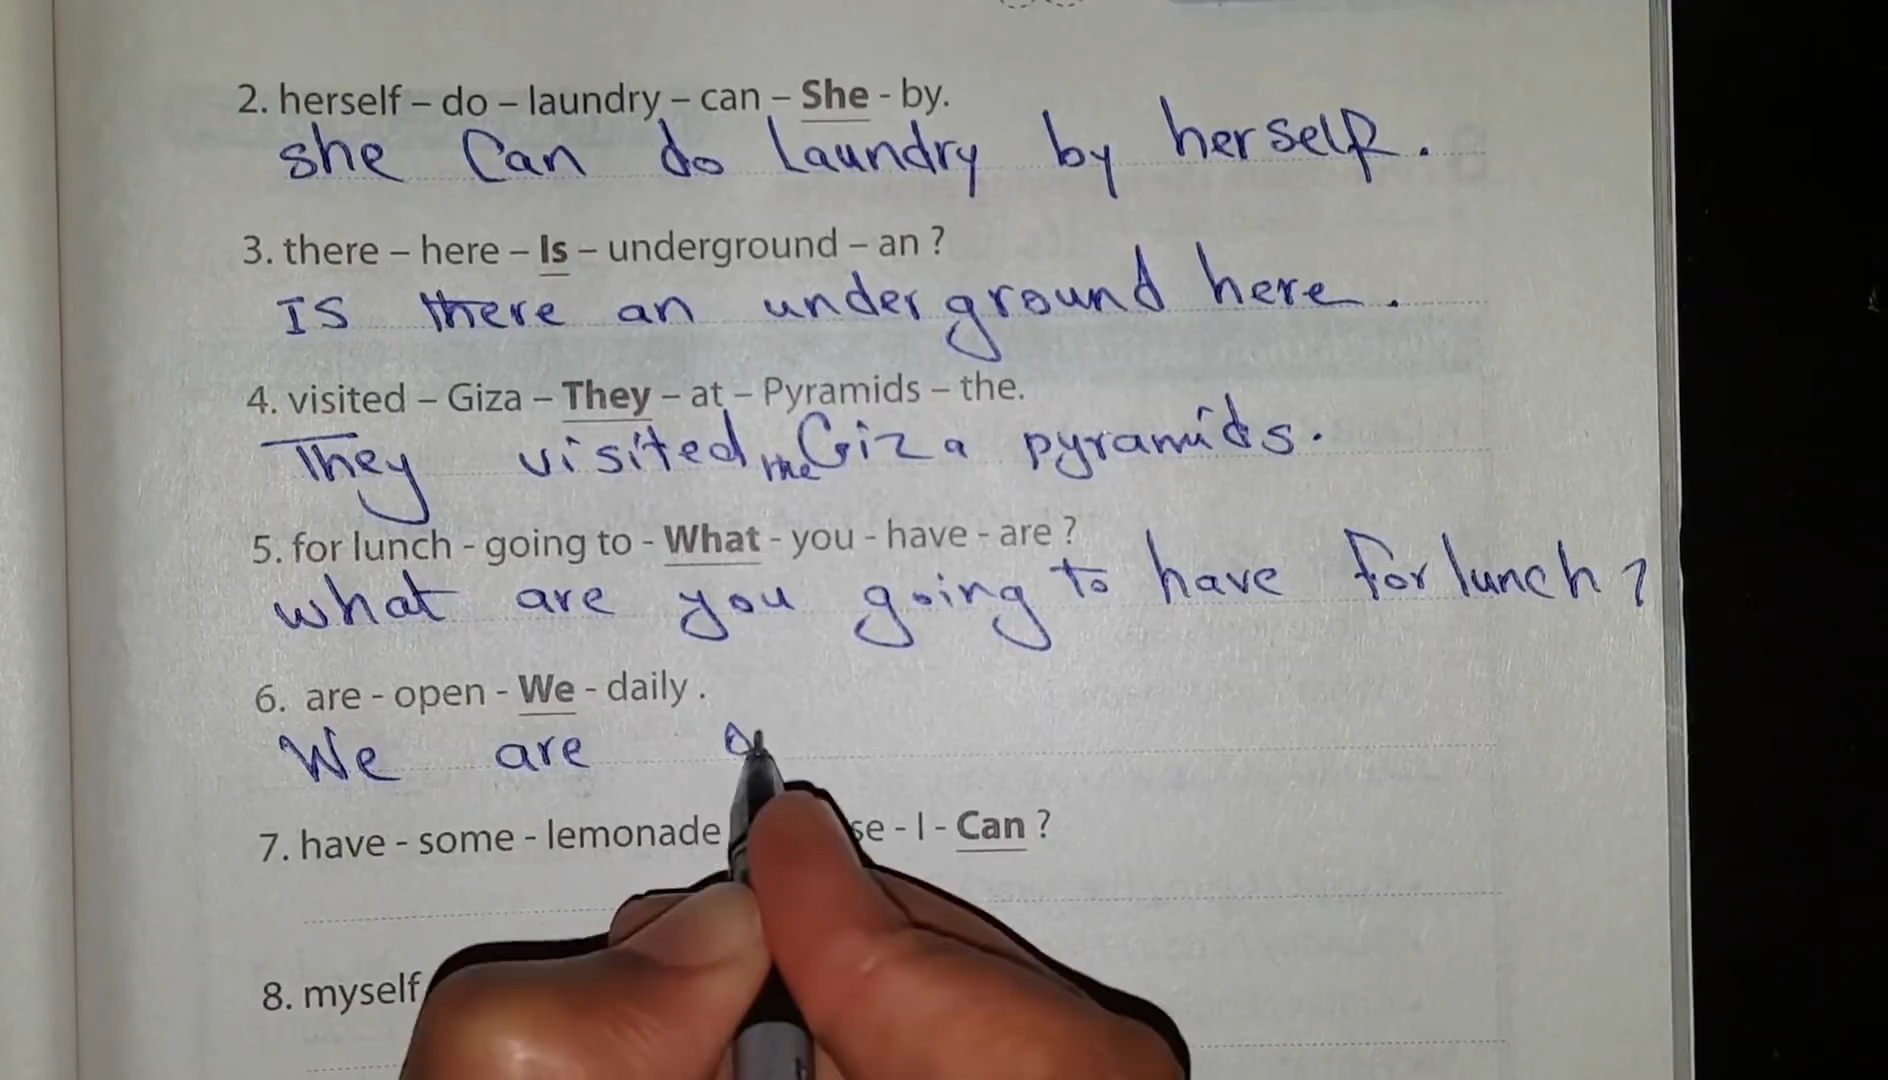 2. herself – do – laundry – can – She - by.
she Can do Laundry by herself.
3. there – here – Is – underground – an ?
IS there an underground here.
4. visited – Giza – They – at – Pyramids – the.
They visited the Giza pyramids.
5. for lunch - going to - What - you - have - are ?
what are you going to have for lunch ?
6. are - open - We - daily .
We are
7. have - some - lemonade - I - Can ?
8. myself